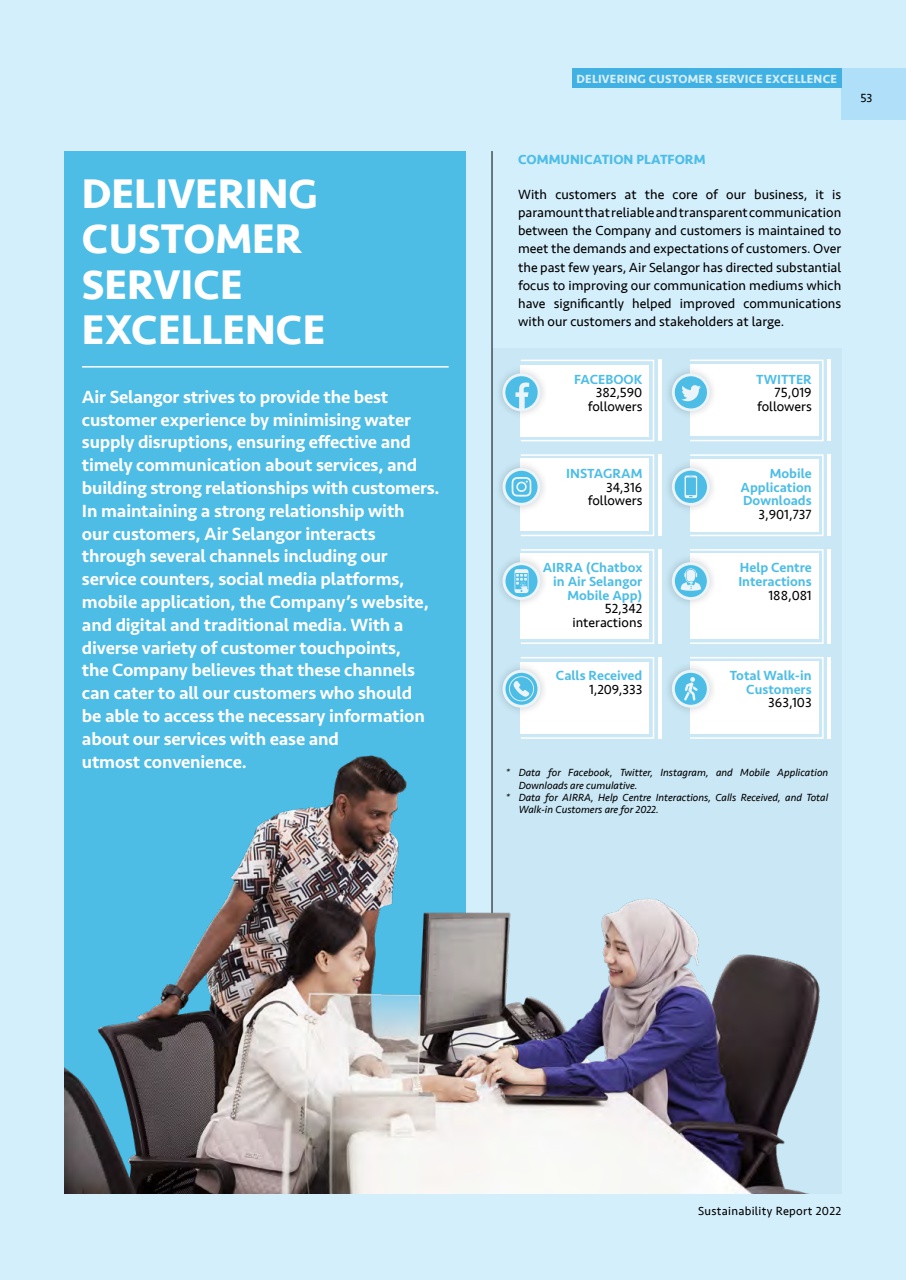 DELIVERING CUSTOMER SERVICE EXCELLENCE
53
DELIVERING
CUSTOMER
SERVICE
EXCELLENCE
Air Selangor strives to provide the best
customer experience by minimising water
supply disruptions, ensuring effective and
timely communication about services, and
building strong relationships with customers.
In maintaining a strong relationship with
our customers, Air Selangor interacts
through several channels including our
service counters, social media platforms,
mobile application, the Company's website,
and digital and traditional media. With a
diverse variety of customer touchpoints,
the Company believes that these channels
can cater to all our customers who should
be able to access the necessary information
about our services with ease and
utmost convenience.
COMMUNICATION PLATFORM
With customers at the core of our business, it is
paramount that reliable and transparent communication
between the Company and customers is maintained to
meet the demands and expectations of customers. Over
the past few years, Air Selangor has directed substantial
focus to improving our communication mediums which
have significantly helped improved communications
with our customers and stakeholders at large.
FACEBOOK
382,590
followers
TWITTER
75,019
followers
INSTAGRAM
34,316
followers
Mobile
Application
Downloads
3,901,737
AIRRA (Chatbox
in Air Selangor
Mobile App)
52,342
interactions
Help Centre
Interactions
188,081
Calls Received
1,209,333
Total Walk-in
Customers
363,103
* Data for Facebook, Twitter, Instagram, and Mobile Application
Downloads are cumulative.
* Data for AIRRA, Help Centre Interactions, Calls Received, and Total
Walk-in Customers are for 2022.
Sustainability Report 2022